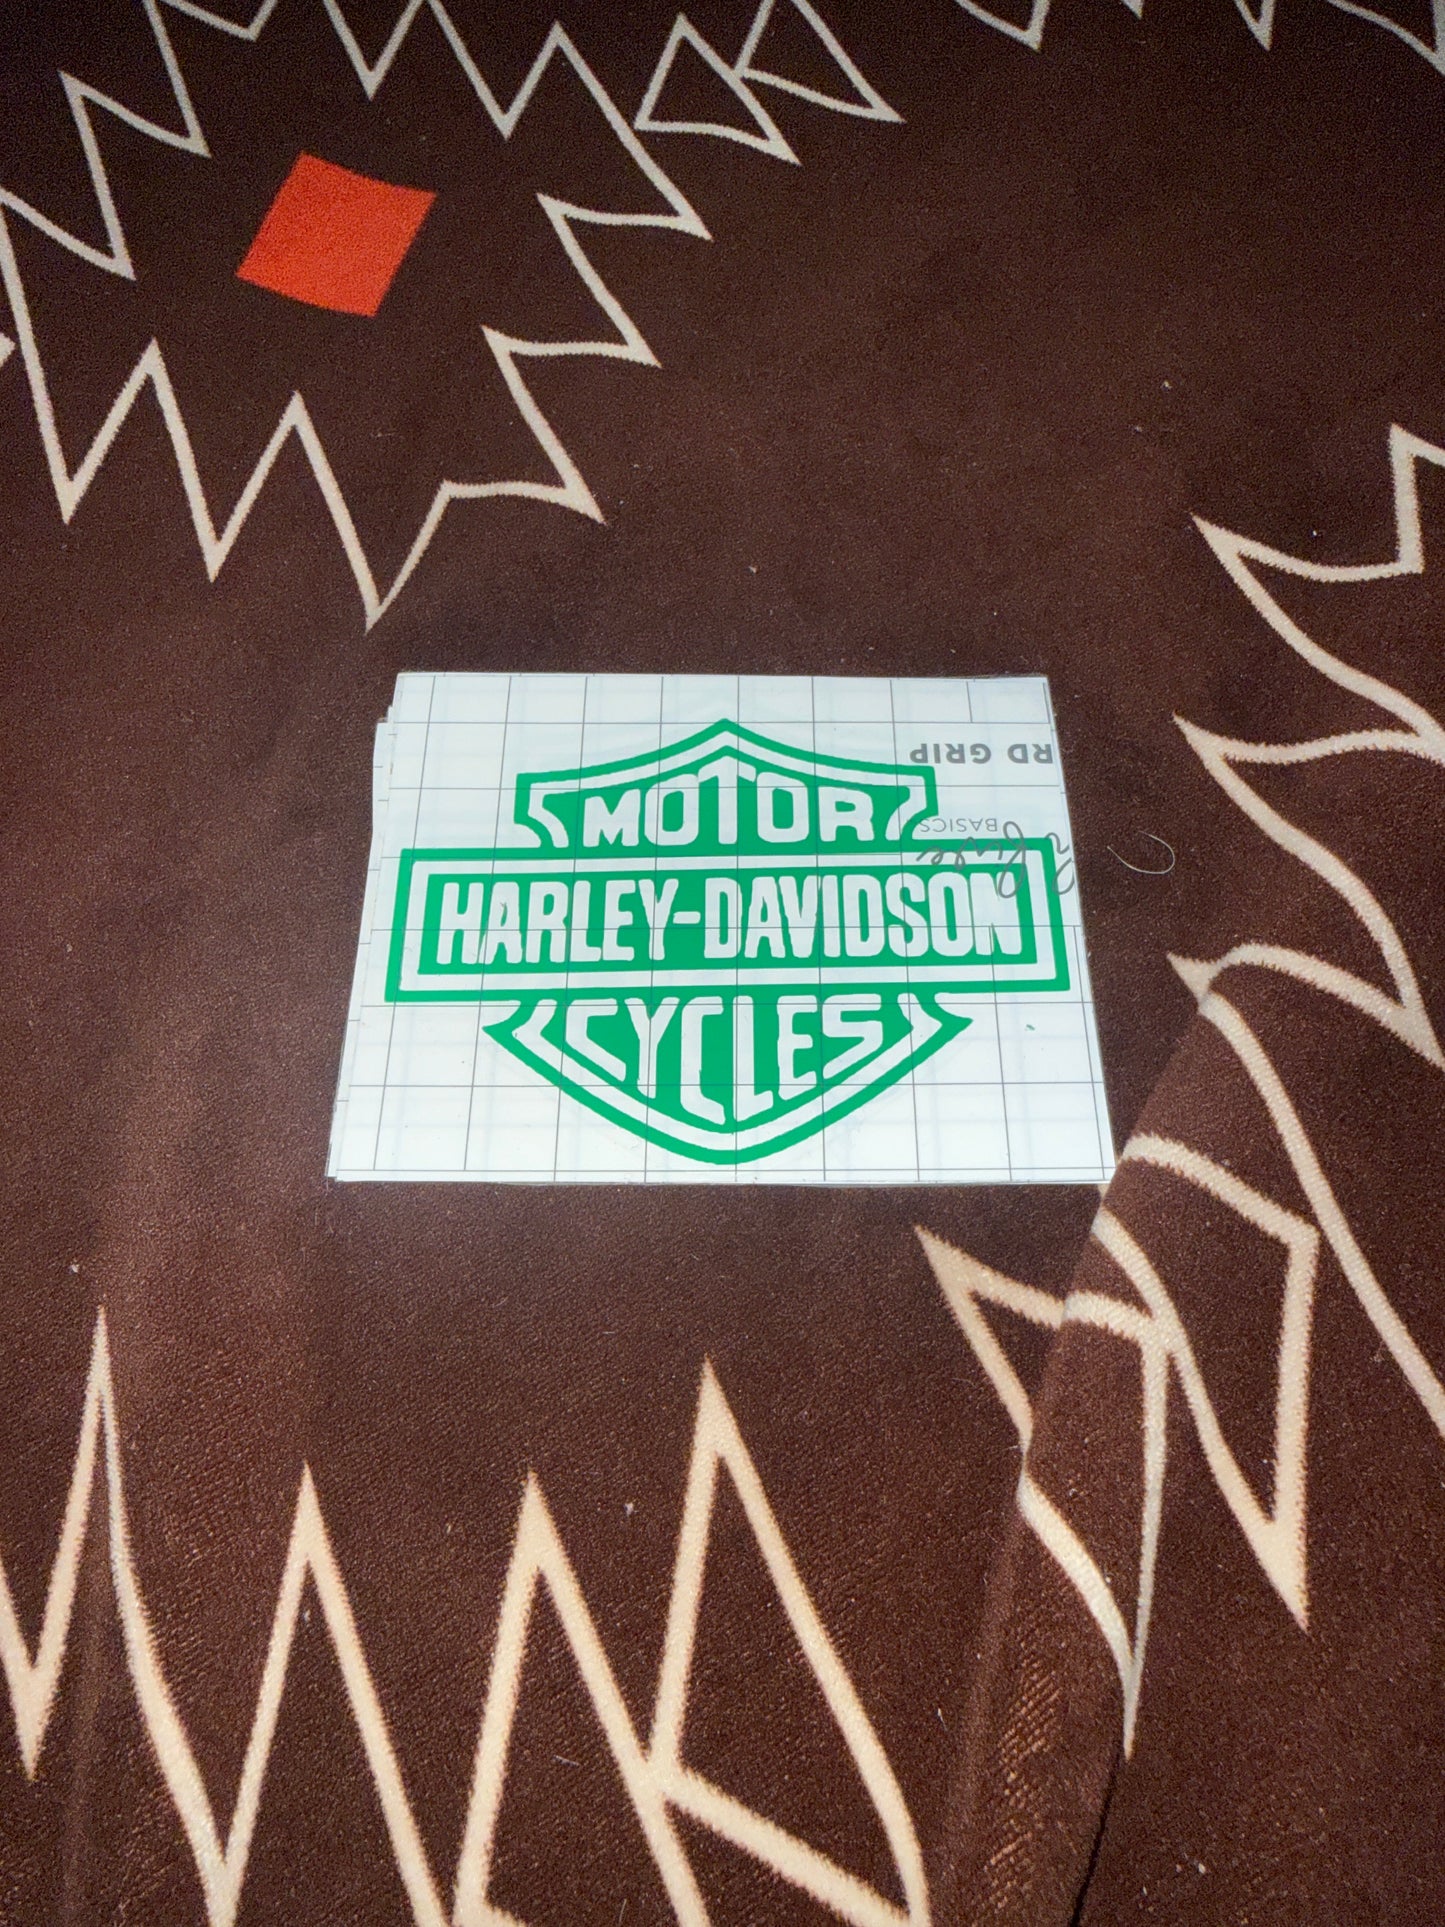 RD GRIP
MOTOR
BASICS
HARLEY-DAVIDSON
CYCLES